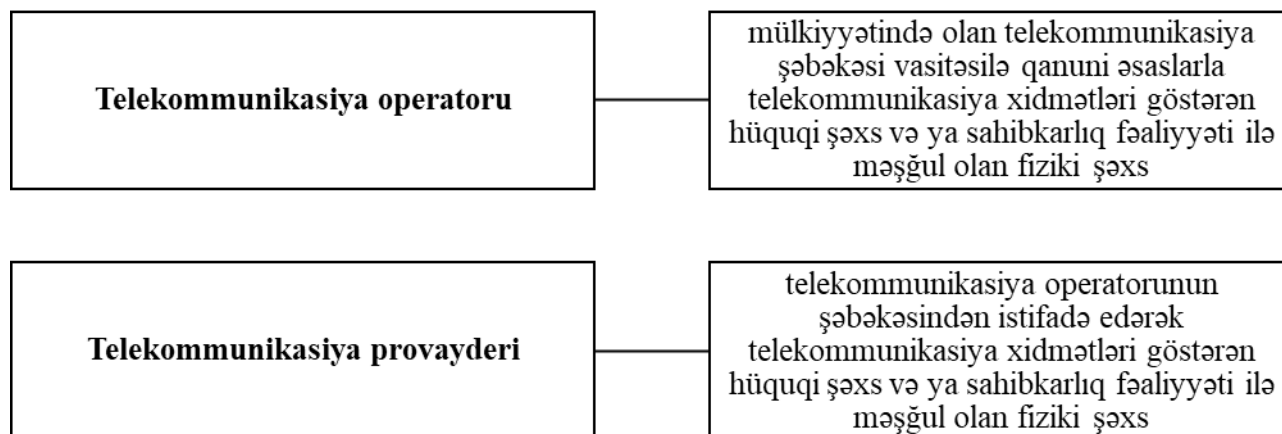 Telekommunikasiya operatoru
mülkiyyətində olan telekommunikasiya
şəbəkəsi vasitəsilə qanuni əsaslarla
telekommunikasiya xidmətləri göstərən
hüquqi şəxs və ya sahibkarlıq fəaliyyəti ilə
məşğul olan fiziki şəxs
Telekommunikasiya provayderi
telekommunikasiya operatorunun
şəbəkəsindən istifadə edərək
telekommunikasiya xidmətləri göstərən
hüquqi şəxs və ya sahibkarlıq fəaliyyəti ilə
məşğul olan fiziki şəxs